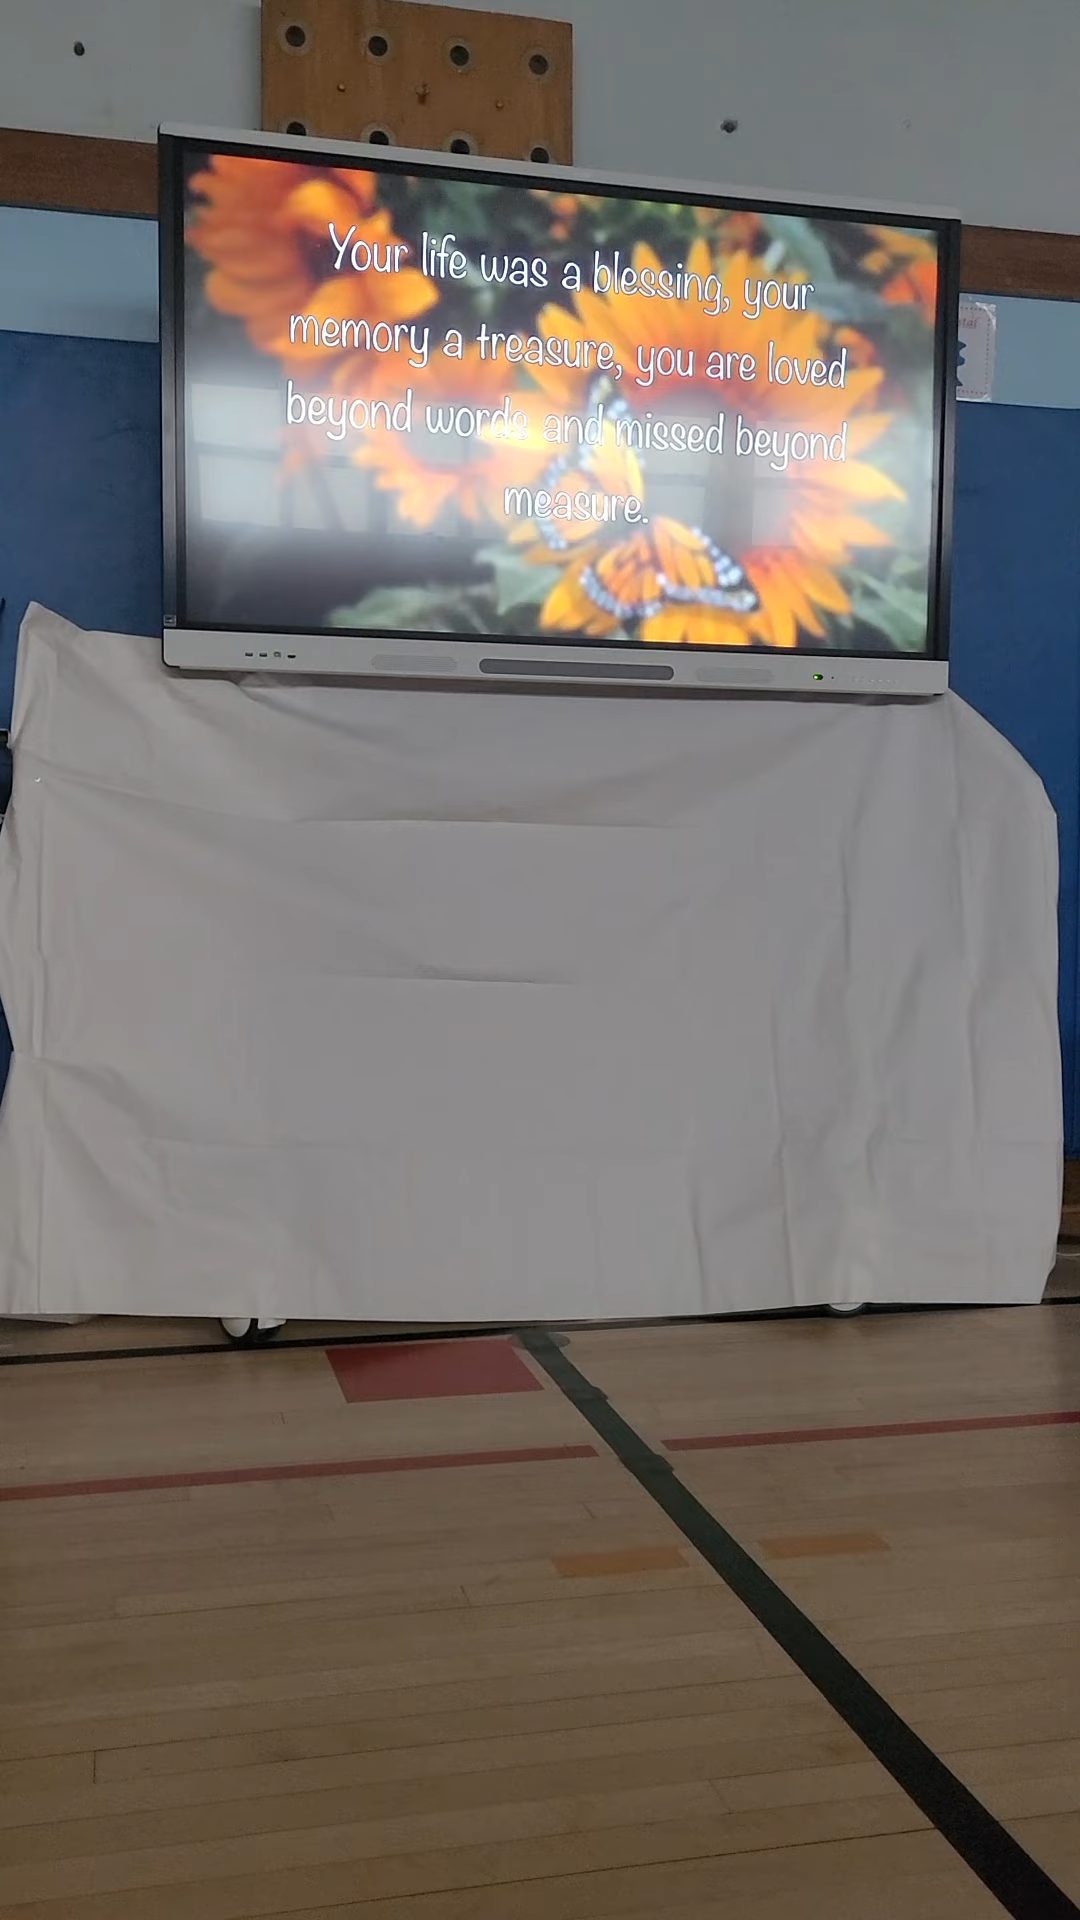 Your life was a blessing, your
memory a treasure, you are loved
beyond words and missed beyond
measure.